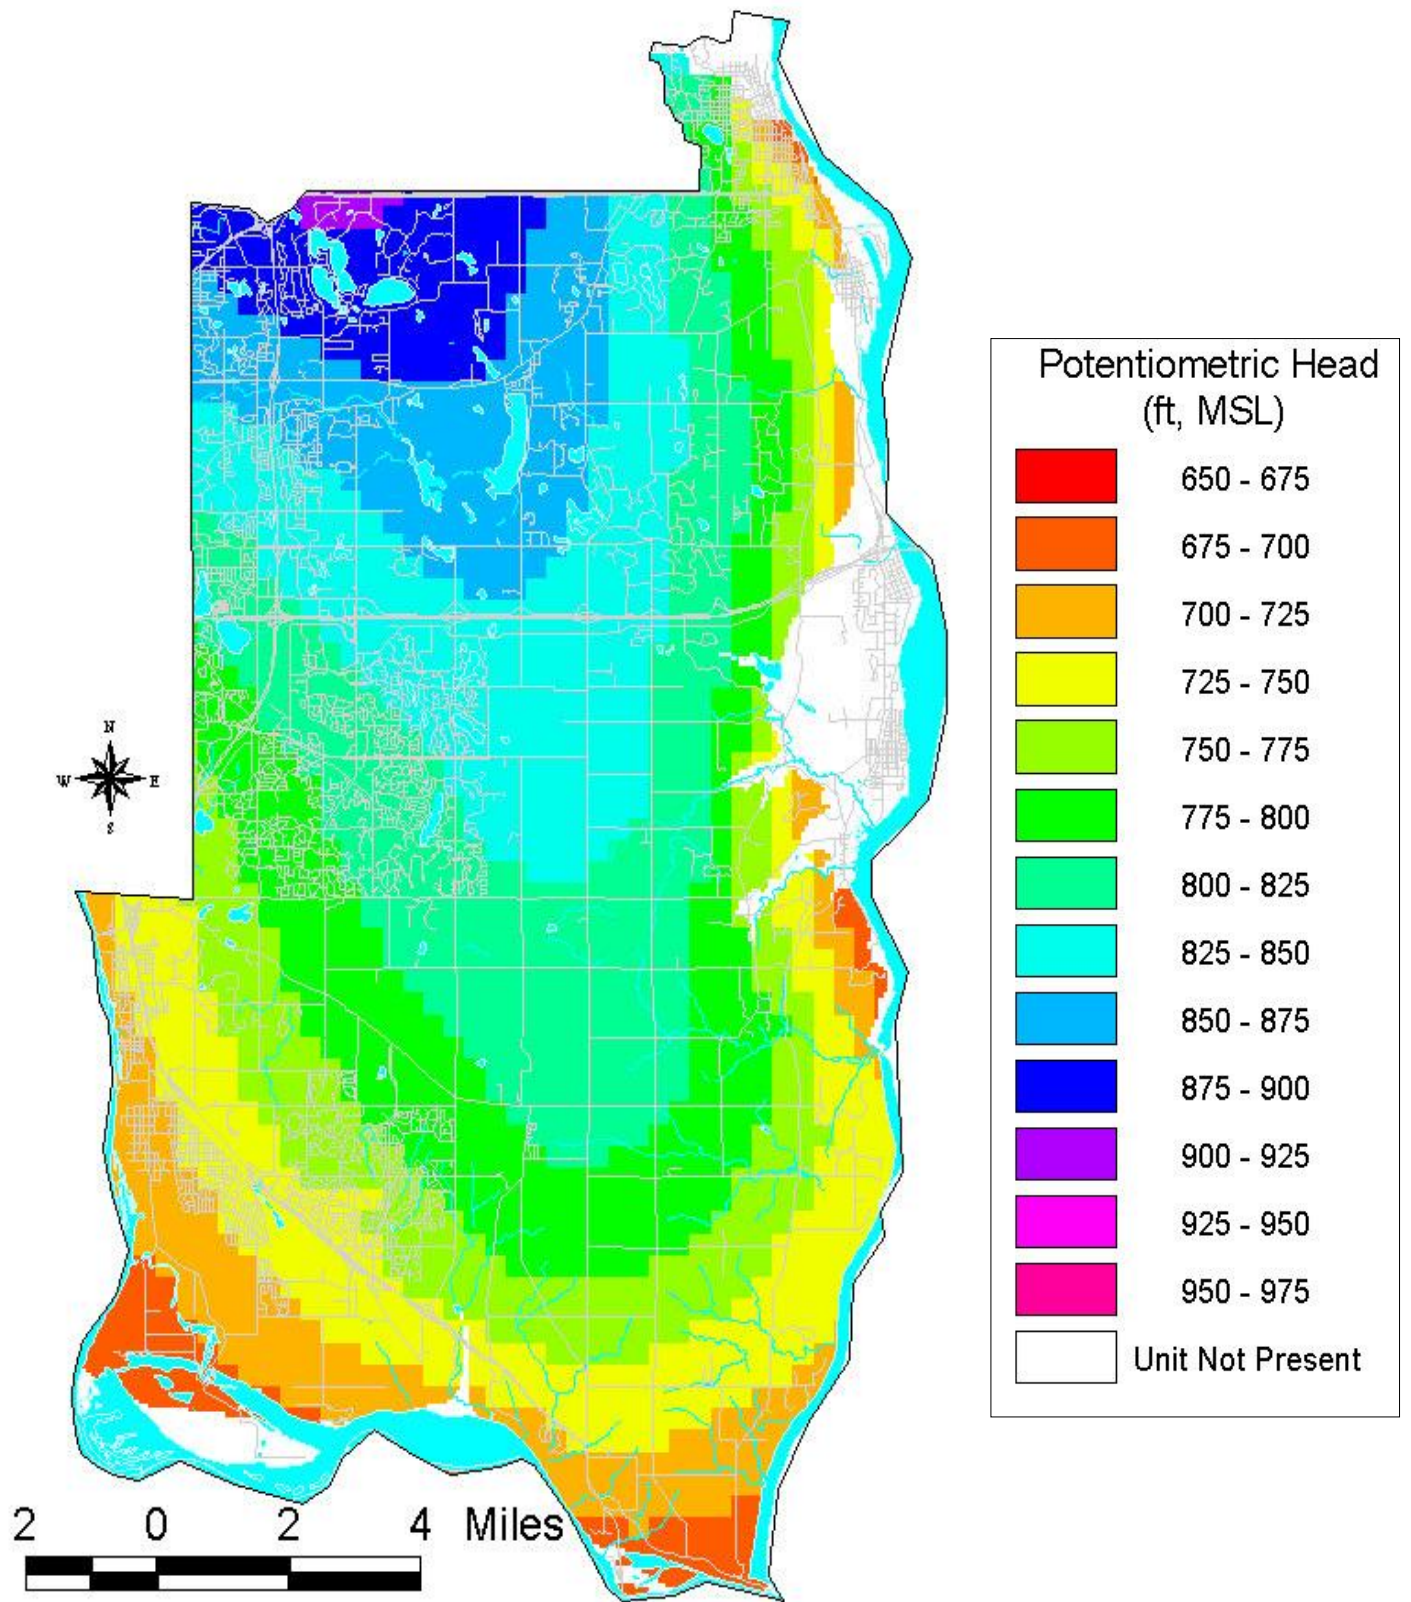 Potentiometric Head
(ft, MSL)
650 - 675
675 - 700
700 - 725
725 - 750
750 - 775
775 - 800
800 - 825
825 - 850
850 - 875
875 - 900
900 - 925
925 - 950
950 - 975
Unit Not Present
N
W E
S
2 0 2 4 Miles